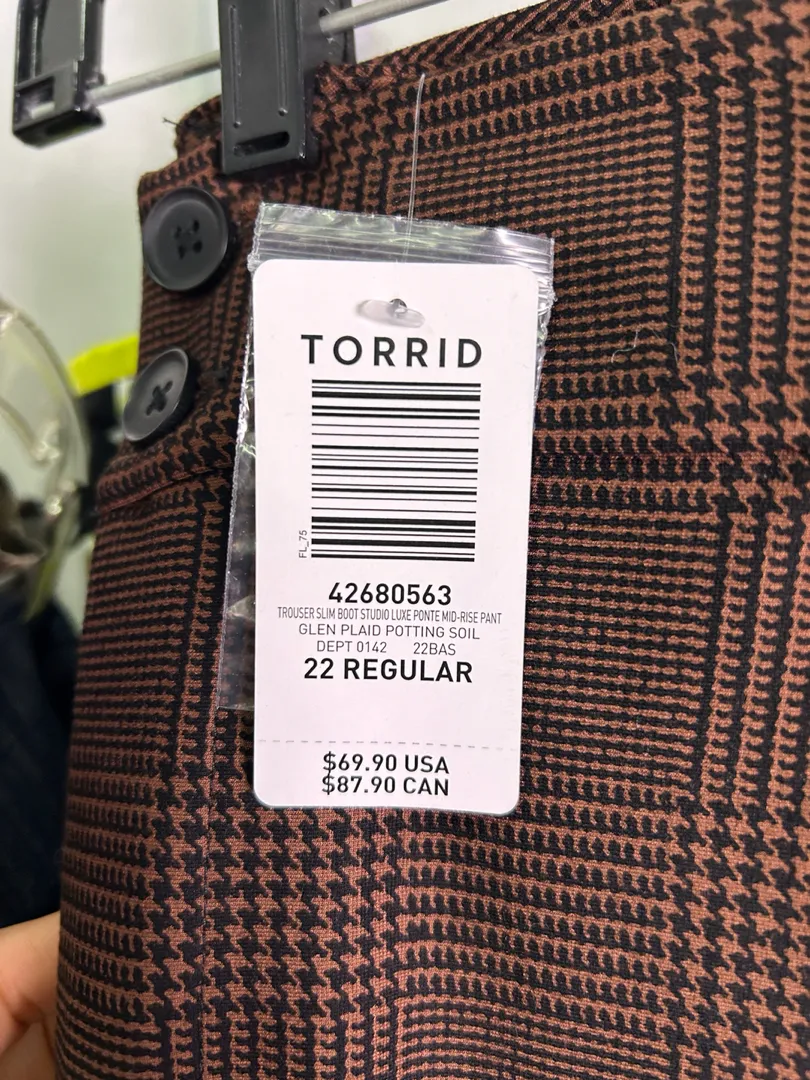 TORRID
FL_75
42680563
TROUSER SLIM BOOT STUDIO LUXE PONTE MID-RISE PANT
GLEN PLAID POTTING SOIL
DEPT 0142 22BAS
22 REGULAR
$69.90 USA
$87.90 CAN